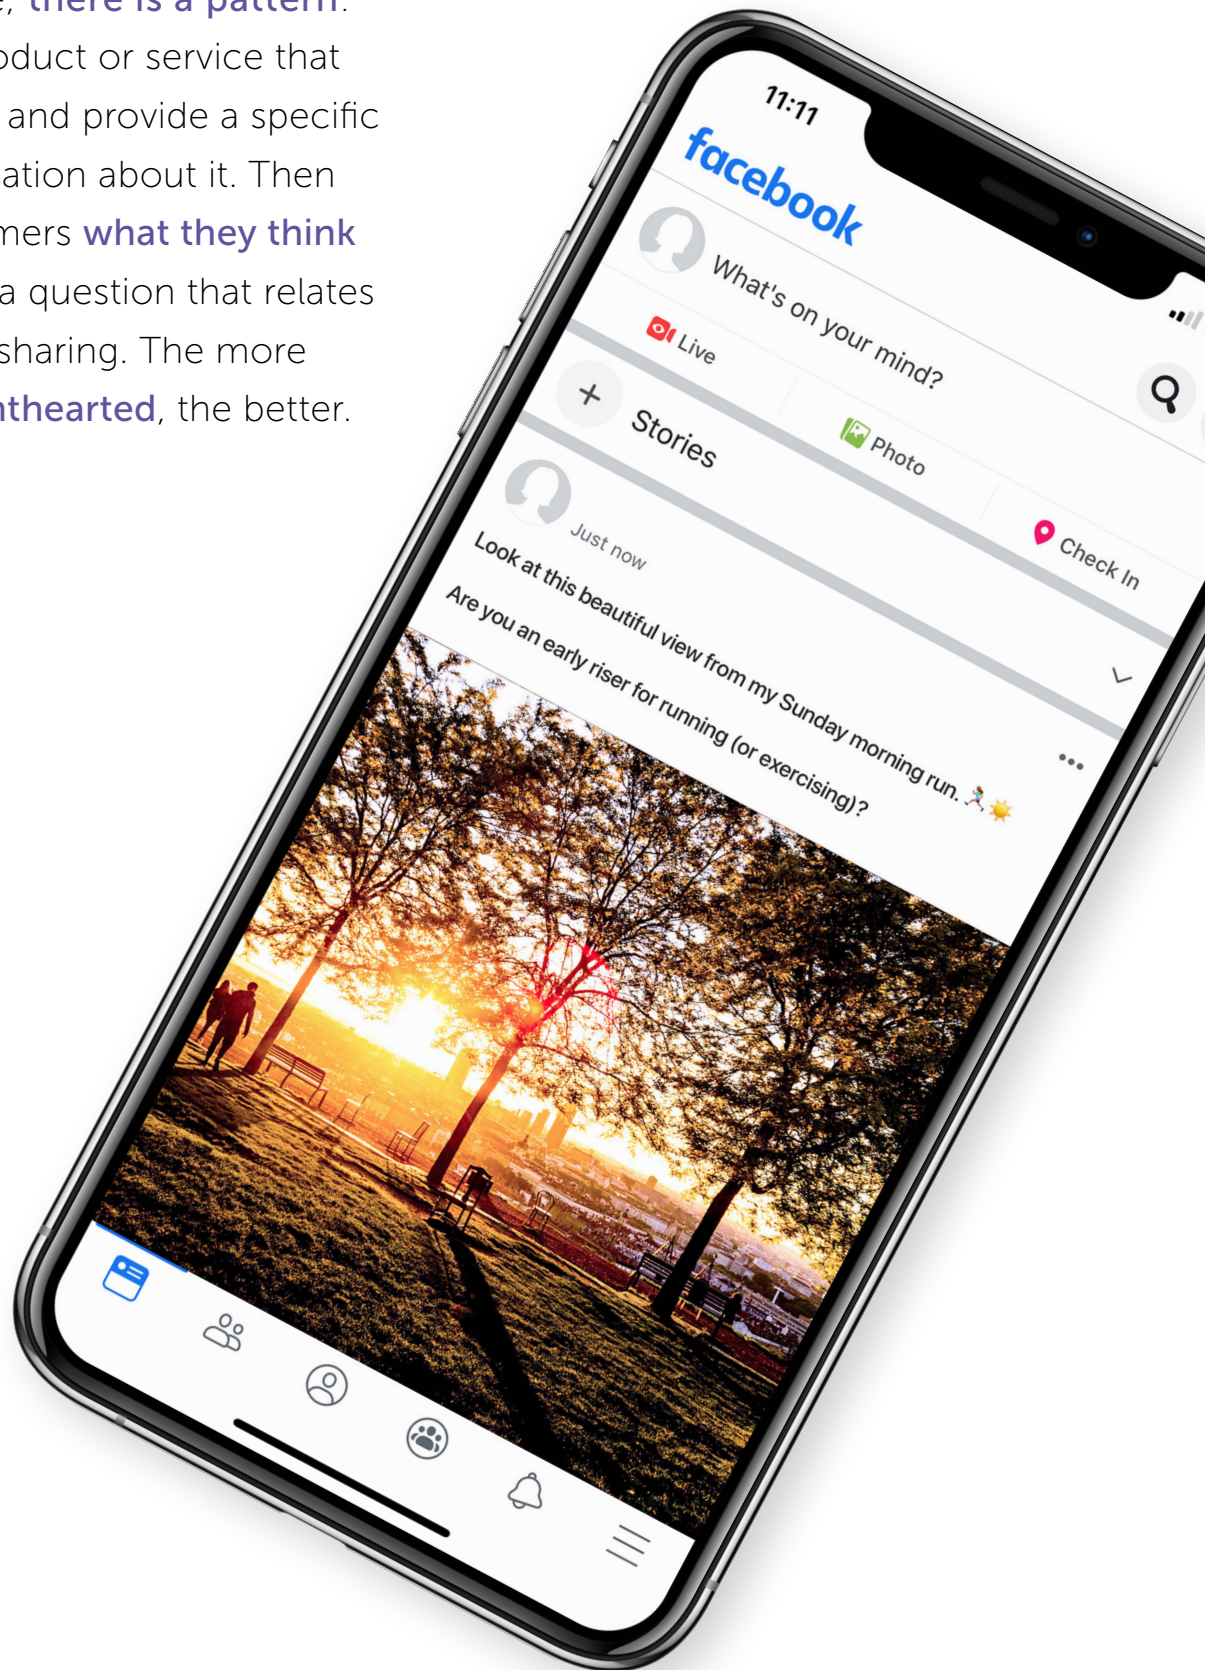 there is a pattern.
oduct or service that
and provide a specific
ation about it. Then
mers what they think
a question that relates
sharing. The more
hthearted, the better.
11:11
facebook
What's on your mind?
Live
Photo
Check In
Stories
Just now
Look at this beautiful view from my Sunday morning run. 🏃☀️
Are you an early riser for running (or exercising)?